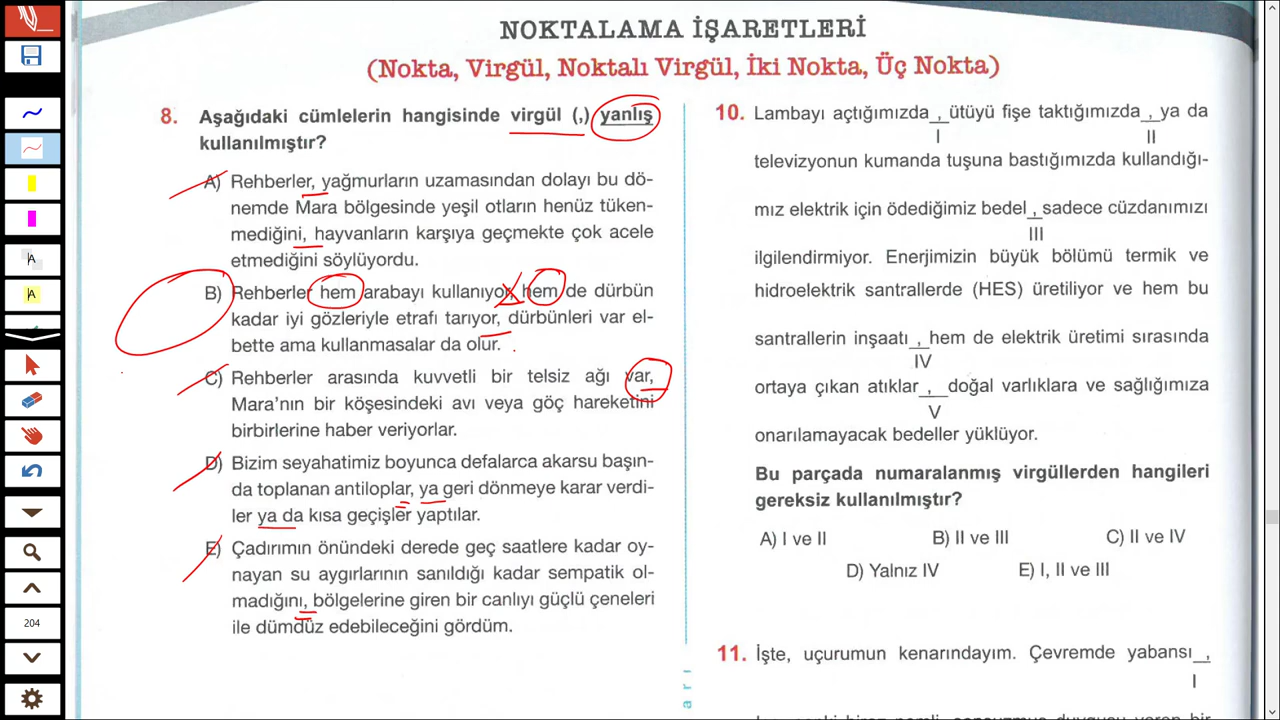 NOKTALAMA İŞARETLERİ
(Nokta, Virgül, Noktalı Virgül, İki Nokta, Üç Nokta)
8. Aşağıdaki cümlelerin hangisinde virgül (,) yanlış
kullanılmıştır?
A) Rehberler, yağmurların uzamasından dolayı bu dö-
nemde Mara bölgesinde yeşil otların henüz tüken-
mediğini, hayvanların karşıya geçmekte çok acele
etmediğini söylüyordu.
B) Rehberler hem arabayı kullanıyor, hem de dürbün
kadar iyi gözleriyle etrafı tarıyor, dürbünleri var el-
bette ama kullanmasalar da olur.
C) Rehberler arasında kuvvetli bir telsiz ağı var,
Mara'nın bir köşesindeki avı veya göç hareketini
birbirlerine haber veriyorlar.
D) Bizim seyahatimiz boyunca defalarca akarsu başın-
da toplanan antiloplar, ya geri dönmeye karar verdi-
ler ya da kısa geçişler yaptılar.
E) Çadırımın önündeki derede geç saatlere kadar oy-
nayan su aygırlarının sanıldığı kadar sempatik ol-
madığını, bölgelerine giren bir canlıyı güçlü çeneleri
ile dümdüz edebileceğini gördüm.
10. Lambayı açtığımızda , ütüyü fişe taktığımızda , ya da
I II
televizyonun kumanda tuşuna bastığımızda kullandığı-
mız elektrik için ödediğimiz bedel , sadece cüzdanımızı
III
ilgilendirmiyor. Enerjimizin büyük bölümü termik ve
hidroelektrik santrallerde (HES) üretiliyor ve hem bu
santrallerin inşaatı , hem de elektrik üretimi sırasında
IV
ortaya çıkan atıklar , doğal varlıklara ve sağlığımıza
V
onarılamayacak bedeller yüklüyor.
Bu parçada numaralanmış virgüllerden hangileri
gereksiz kullanılmıştır?
A) I ve II B) II ve III C) II ve IV
D) Yalnız IV E) I, II ve III
11. İşte, uçurumun kenarındayım. Çevremde yabansı ,
I
A
A
204